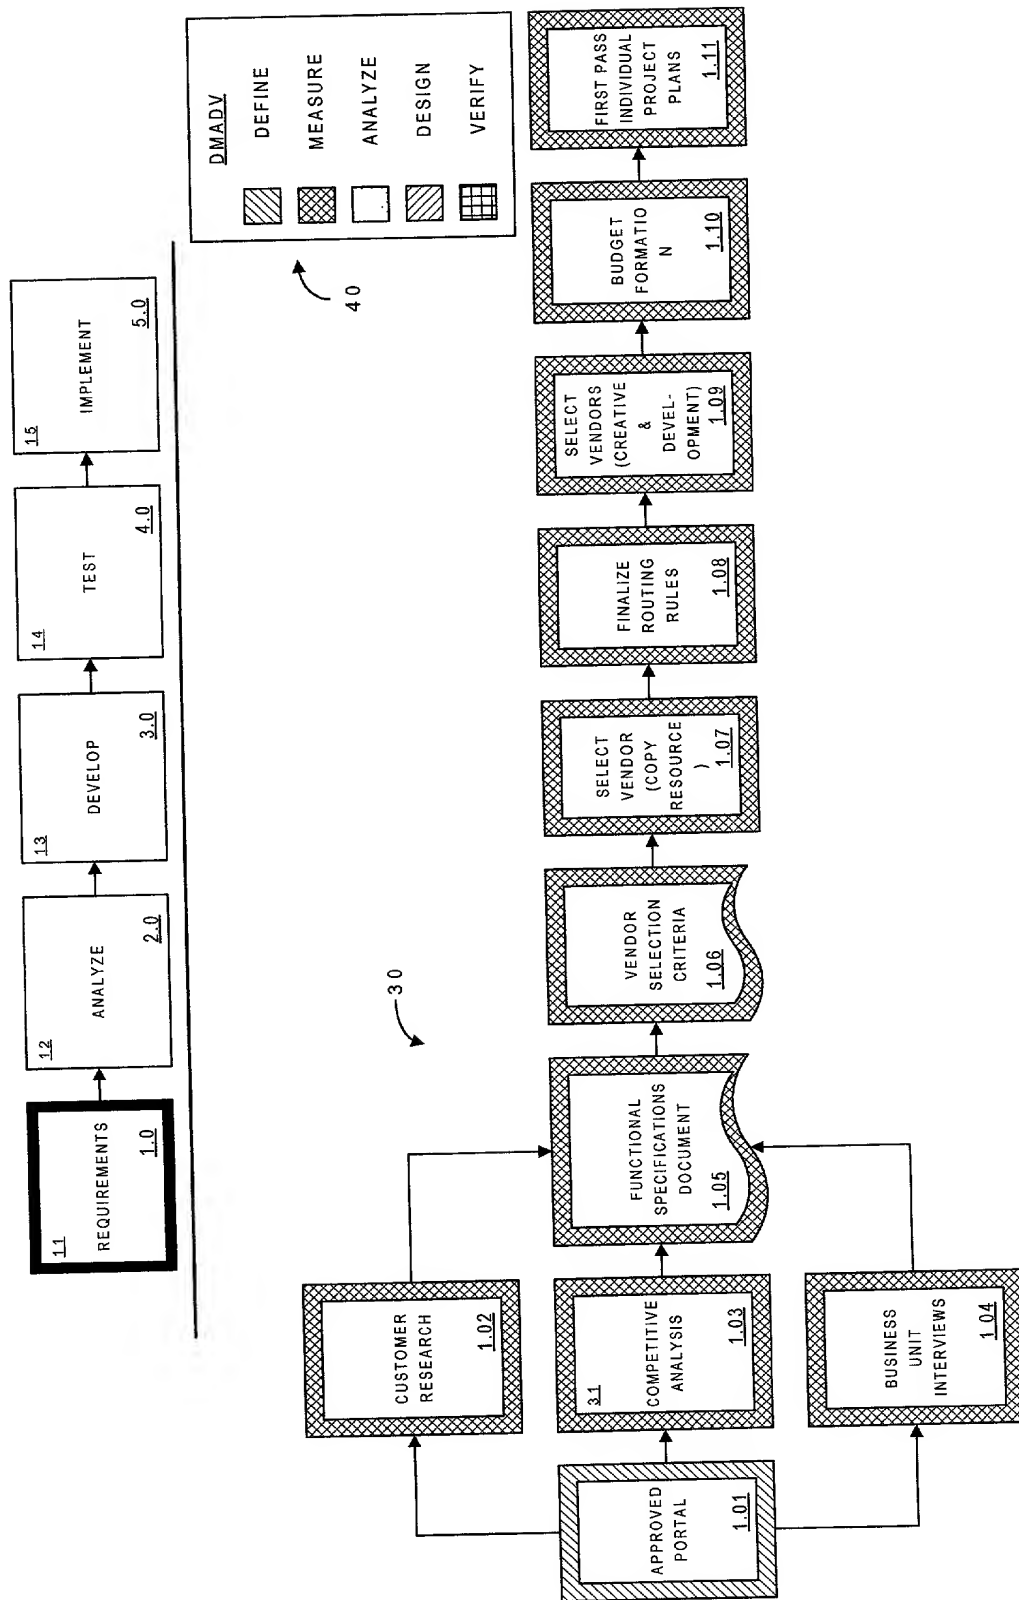 11
REQUIREMENTS
1.0
12
ANALYZE
2.0
13
DEVELOP
3.0
14
TEST
4.0
15
IMPLEMENT
5.0
DMADV
DEFINE
MEASURE
ANALYZE
DESIGN
VERIFY
40
30
APPROVED
PORTAL
1.01
CUSTOMER
RESEARCH
1.02
31
COMPETITIVE
ANALYSIS
1.03
BUSINESS
UNIT
INTERVIEWS
1.04
FUNCTIONAL
SPECIFICATIONS
DOCUMENT
1.05
VENDOR
SELECTION
CRITERIA
1.06
SELECT
VENDOR
(COPY
RESOURCE
)
1.07
FINALIZE
ROUTING
RULES
1.08
SELECT
VENDORS
(CREATIVE
&
DEVEL-
OPMENT)
1.09
BUDGET
FORMATIO
N
1.10
FIRST PASS
INDIVIDUAL
PROJECT
PLANS
1.11